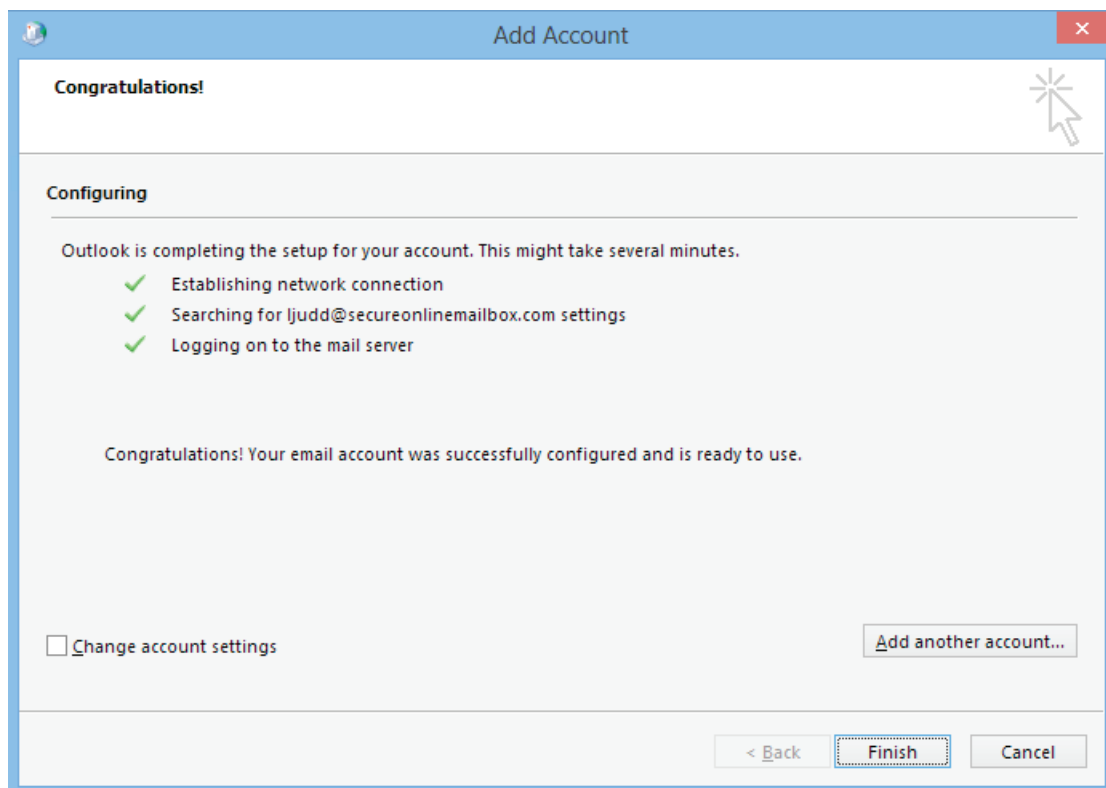 Add Account
Congratulations!
Configuring
Outlook is completing the setup for your account. This might take several minutes.
Establishing network connection
Searching for ljudd@secureonlinemailbox.com settings
Logging on to the mail server
Congratulations! Your email account was successfully configured and is ready to use.
Change account settings
Add another account...
< Back
Finish
Cancel